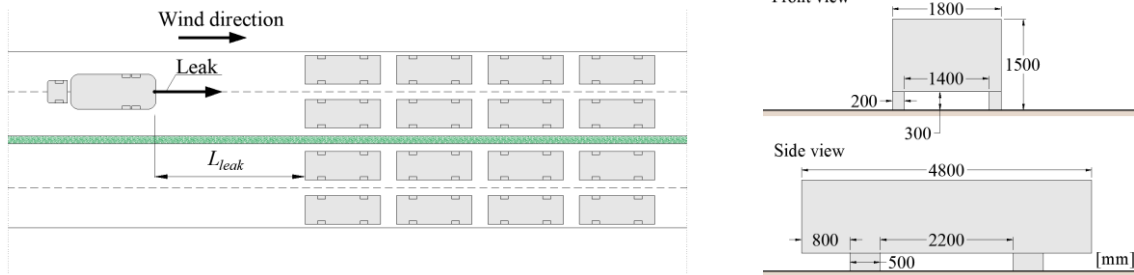 Wind direction
Leak
L_leak
Front view
1800
1400
1500
200
300
Side view
4800
800
2200
500
[mm]